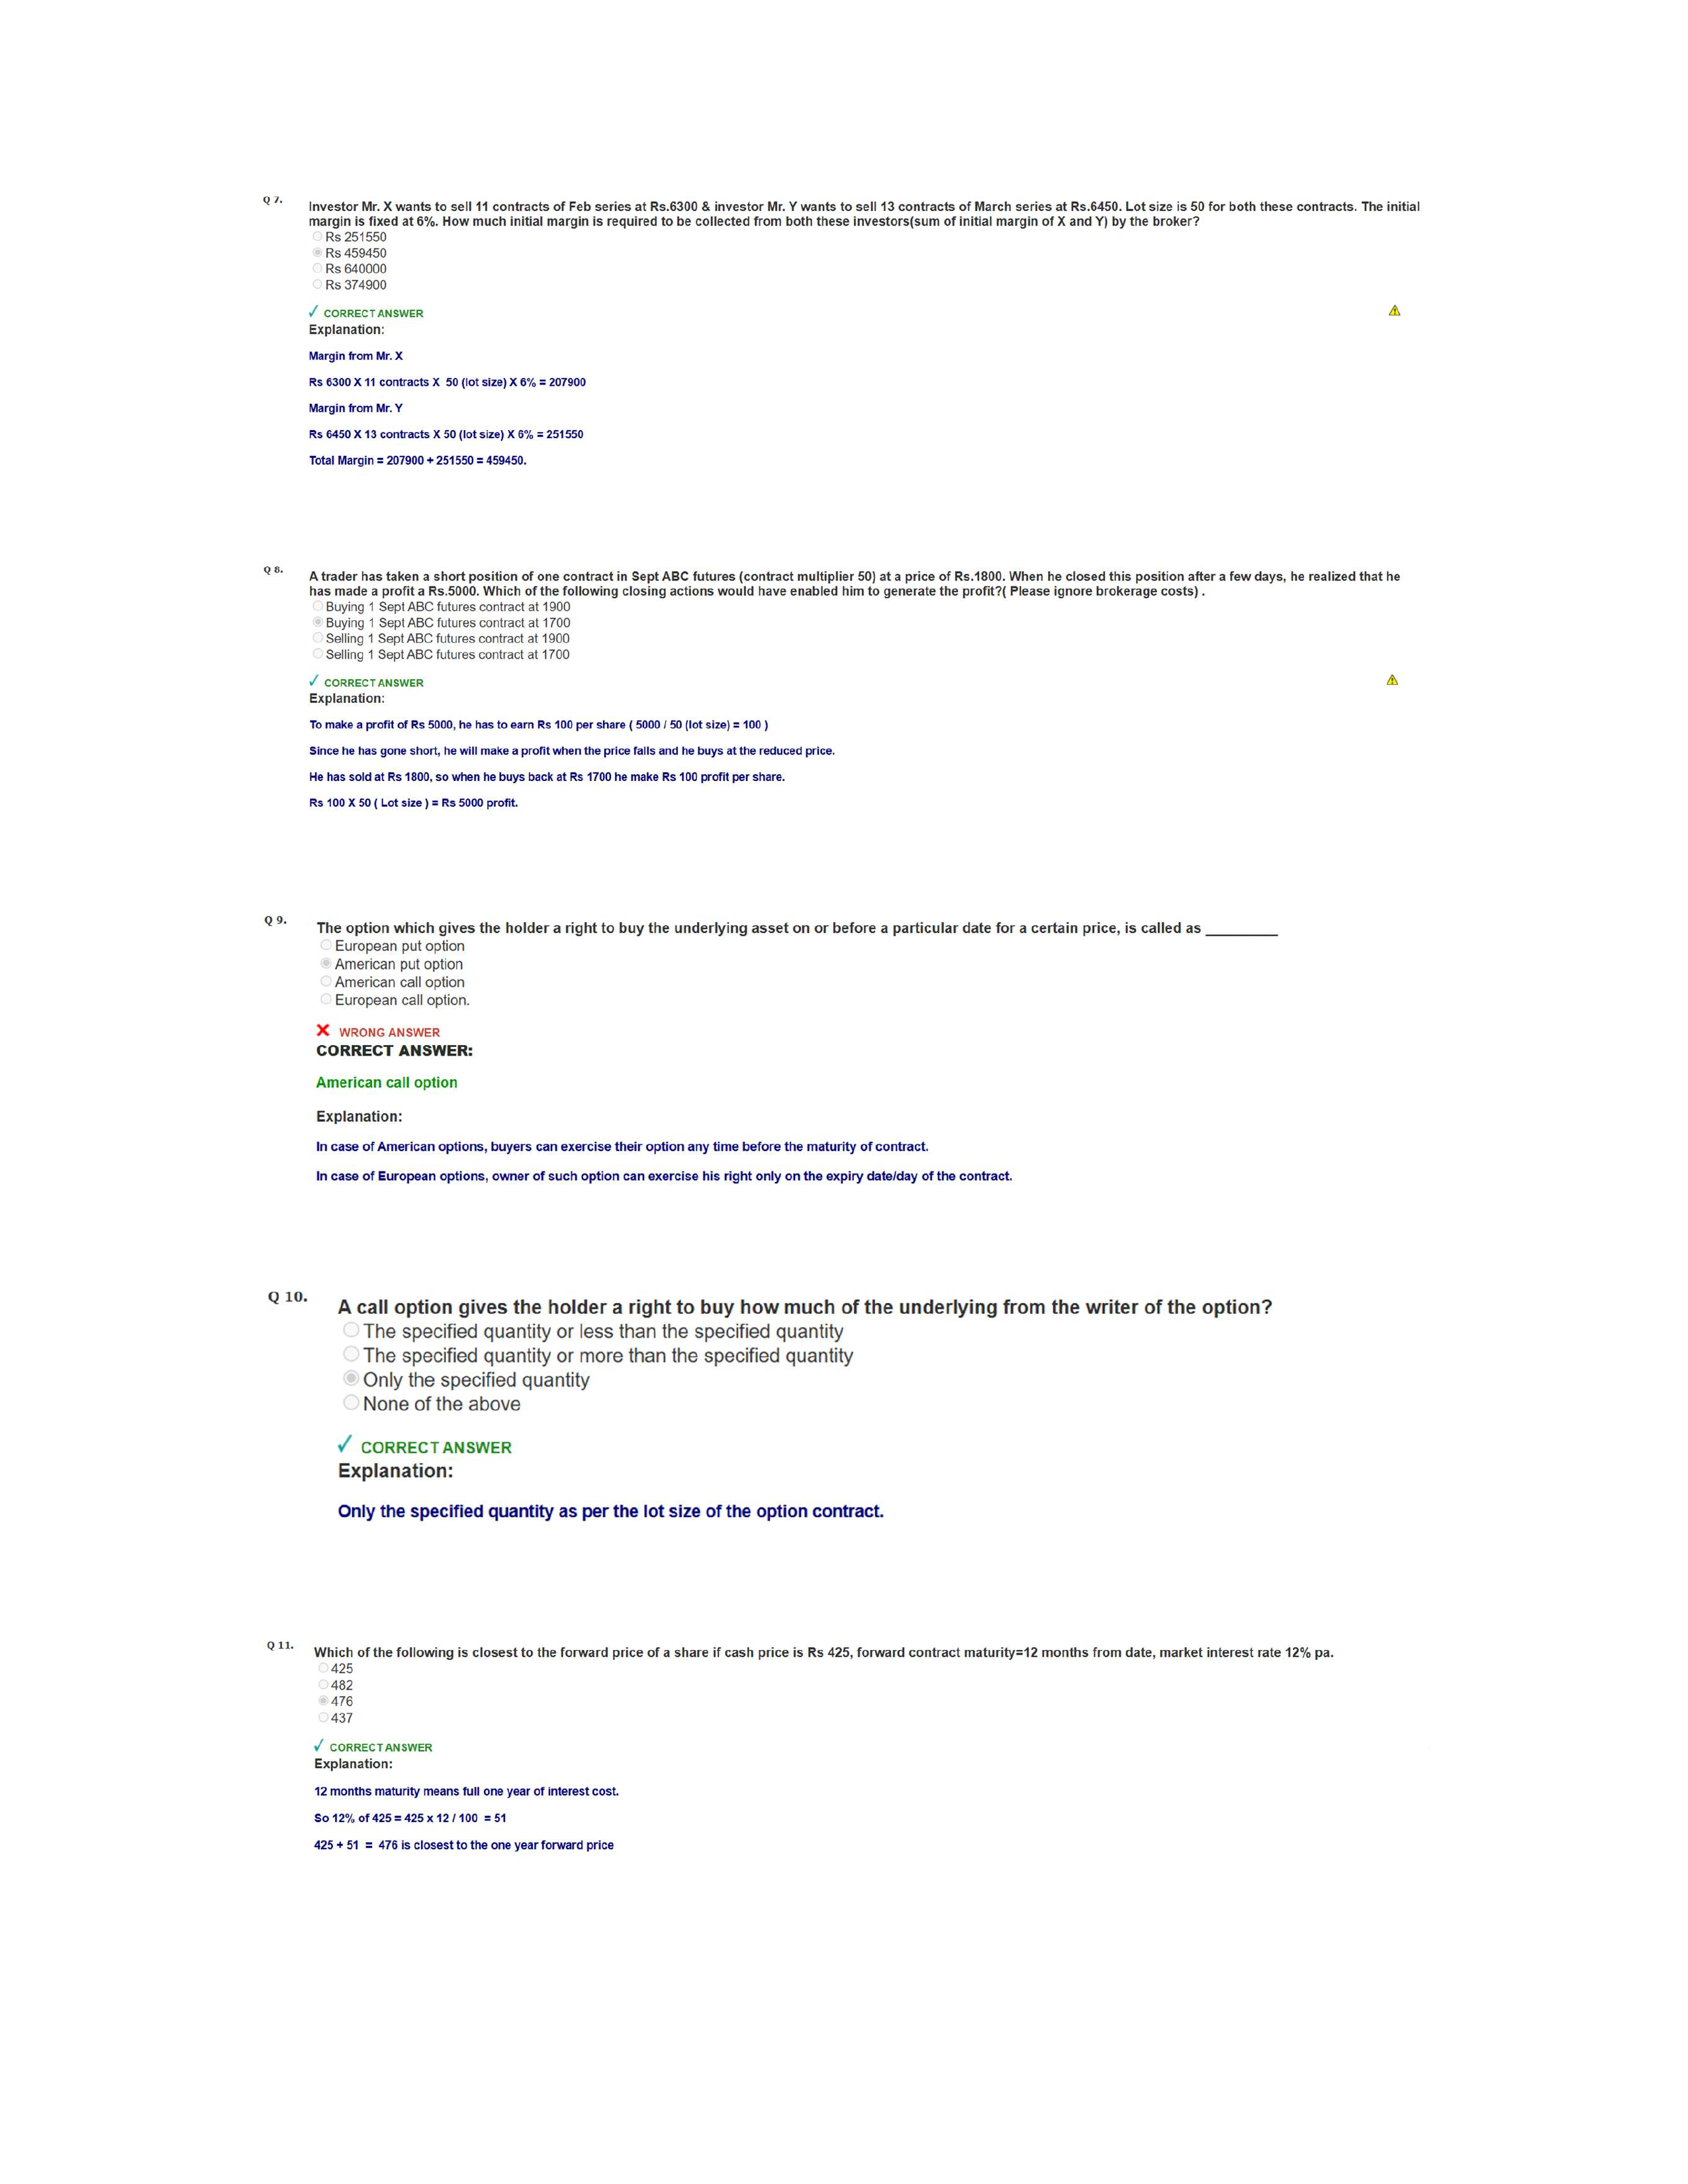 Q 7.
Investor Mr. X wants to sell 11 contracts of Feb series at Rs.6300 & investor Mr. Y wants to sell 13 contracts of March series at Rs.6450. Lot size is 50 for both these contracts. The initial
margin is fixed at 6%. How much initial margin is required to be collected from both these investors(sum of initial margin of X and Y) by the broker?
Rs 251550
Rs 459450
Rs 640000
Rs 374900
✓ CORRECT ANSWER
Explanation:
Margin from Mr. X
Rs 6300 X 11 contracts X 50 (lot size) X 6% = 207900
Margin from Mr. Y
Rs 6450 X 13 contracts X 50 (lot size) X 6% = 251550
Total Margin = 207900 + 251550 = 459450.
Q 8.
A trader has taken a short position of one contract in Sept ABC futures (contract multiplier 50) at a price of Rs.1800. When he closed this position after a few days, he realized that he
has made a profit a Rs.5000. Which of the following closing actions would have enabled him to generate the profit?( Please ignore brokerage costs) .
Buying 1 Sept ABC futures contract at 1900
Buying 1 Sept ABC futures contract at 1700
Selling 1 Sept ABC futures contract at 1900
Selling 1 Sept ABC futures contract at 1700
✓ CORRECT ANSWER
Explanation:
To make a profit of Rs 5000, he has to earn Rs 100 per share ( 5000 / 50 (lot size) = 100 )
Since he has gone short, he will make a profit when the price falls and he buys at the reduced price.
He has sold at Rs 1800, so when he buys back at Rs 1700 he make Rs 100 profit per share.
Rs 100 X 50 ( Lot size ) = Rs 5000 profit.
Q 9.
The option which gives the holder a right to buy the underlying asset on or before a particular date for a certain price, is called as _________
European put option
American put option
American call option
European call option.
✗ WRONG ANSWER
CORRECT ANSWER:
American call option
Explanation:
In case of American options, buyers can exercise their option any time before the maturity of contract.
In case of European options, owner of such option can exercise his right only on the expiry date/day of the contract.
Q 10.
A call option gives the holder a right to buy how much of the underlying from the writer of the option?
The specified quantity or less than the specified quantity
The specified quantity or more than the specified quantity
Only the specified quantity
None of the above
✓ CORRECT ANSWER
Explanation:
Only the specified quantity as per the lot size of the option contract.
Q 11.
Which of the following is closest to the forward price of a share if cash price is Rs 425, forward contract maturity=12 months from date, market interest rate 12% pa.
425
482
476
437
✓ CORRECT ANSWER
Explanation:
12 months maturity means full one year of interest cost.
So 12% of 425 = 425 x 12 / 100 = 51
425 + 51 = 476 is closest to the one year forward price